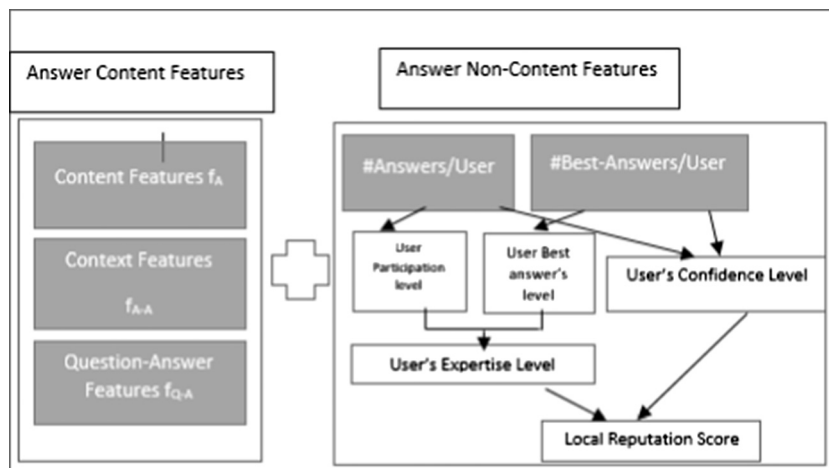 Answer Content Features
Answer Non-Content Features
Content Features fA
Context Features
fA-A
Question-Answer
Features fQ-A
#Answers/User
#Best-Answers/User
User
Participation
level
User Best
answer's
level
User's Confidence Level
User's Expertise Level
Local Reputation Score